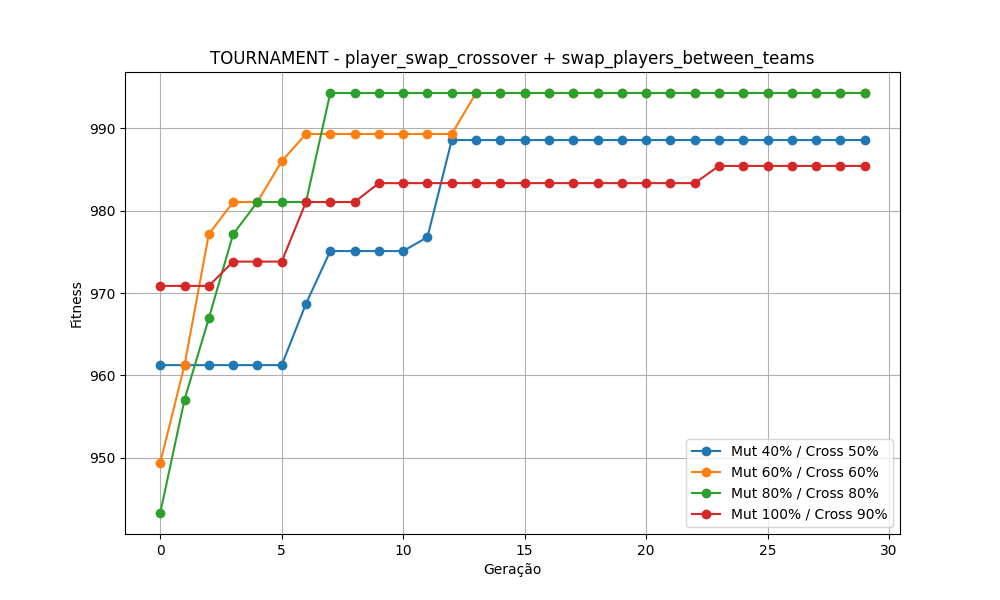 TOURNAMENT - player_swap_crossover + swap_players_between_teams
Fitness
990
980
970
960
950
0 5 10 15 20 25 30
Geração
Mut 40% / Cross 50%
Mut 60% / Cross 60%
Mut 80% / Cross 80%
Mut 100% / Cross 90%